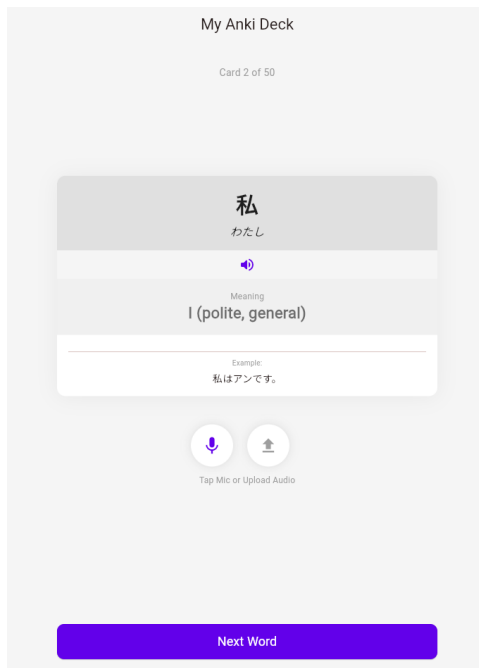 My Anki Deck
Card 2 of 50
私
わたし
Meaning
I (polite, general)
Example:
私はアンです。
Tap Mic or Upload Audio
Next Word